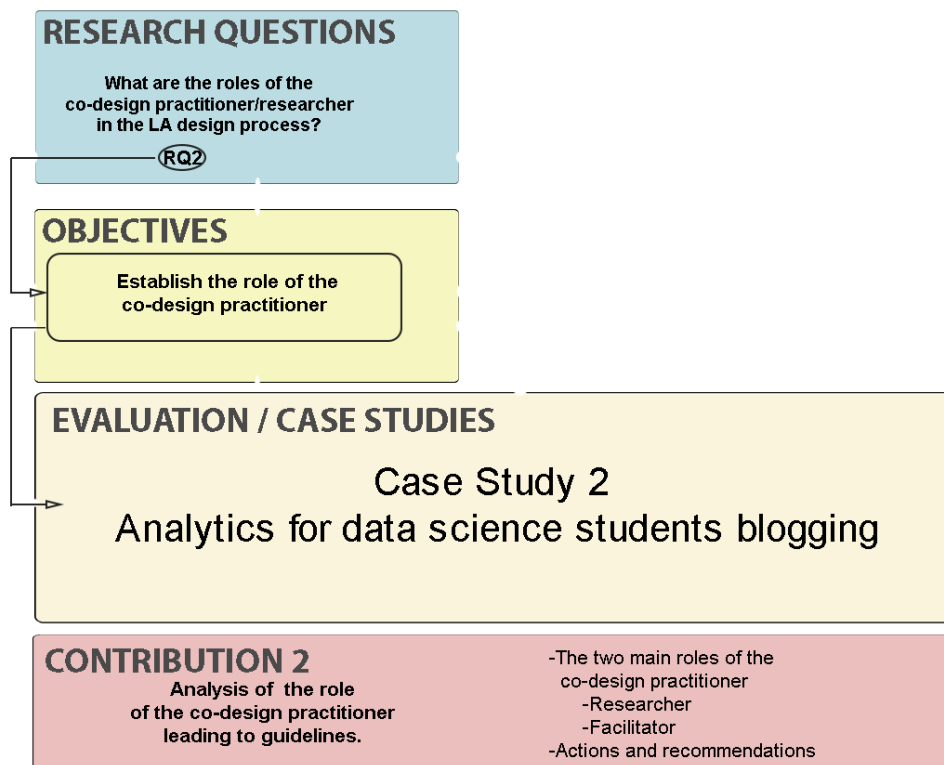 RESEARCH QUESTIONS
What are the roles of the
co-design practitioner/researcher
in the LA design process?
RQ2
OBJECTIVES
Establish the role of the
co-design practitioner
EVALUATION / CASE STUDIES
Case Study 2
Analytics for data science students blogging
CONTRIBUTION 2
Analysis of the role
of the co-design practitioner
leading to guidelines.
-The two main roles of the
co-design practitioner
-Researcher
-Facilitator
-Actions and recommendations